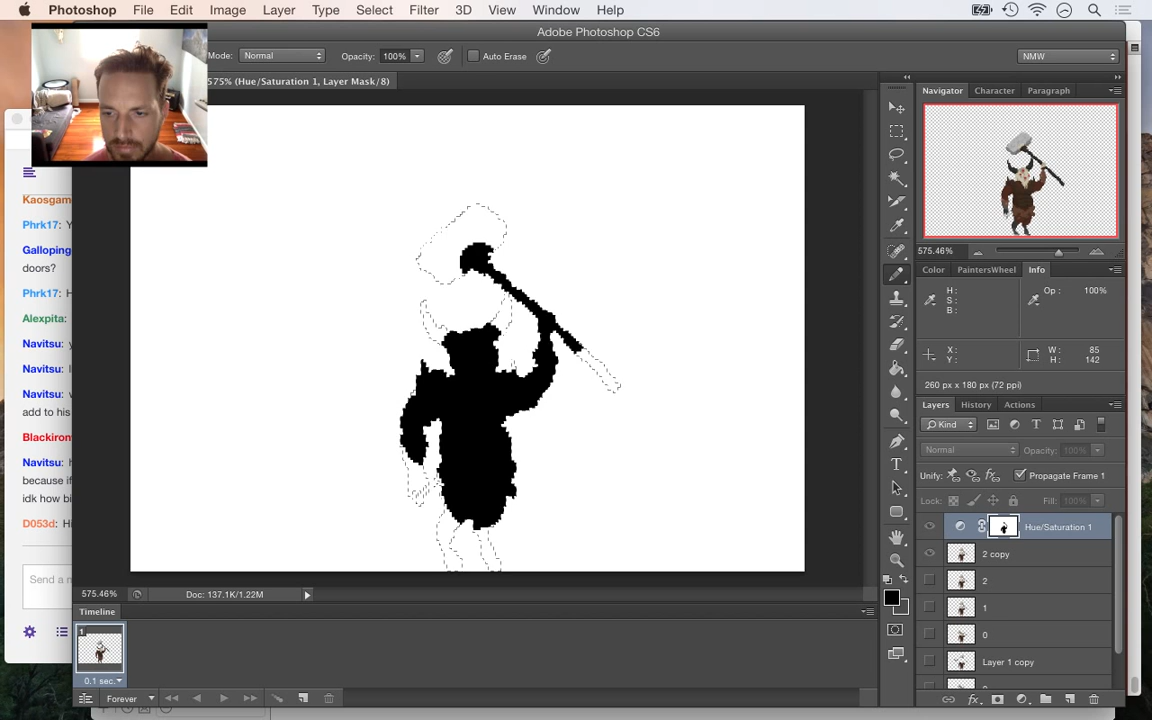 Photoshop File Edit Image Layer Type Select Filter 3D View Window Help
Adobe Photoshop CS6
Mode: Normal Opacity: 100% Auto Erase NMW
575% (Hue/Saturation 1, Layer Mask/8)
Navigator Character Paragraph
Kaosgam
Phrk17: Y
Galloping
doors?
Phrk17: H
Alexpita:
Navitsu: y
Navitsu: I
Navitsu: w
add to his
Blackiron
Navitsu: h
because if
idk how bi
D053d: Hi
Send a m
575.46%
Color PaintersWheel Info
H:
S:
B:
Op: 100%
X:
Y:
W: 85
H: 142
260 px x 180 px (72 ppi)
Layers History Actions
Kind
Normal Opacity: 100%
Unify: Propagate Frame 1
Lock: Fill: 100%
Hue/Saturation 1
2 copy
2
1
0
Layer 1 copy
575.46% Doc: 137.1K/1.22M
Timeline
1
0.1 sec.
Forever